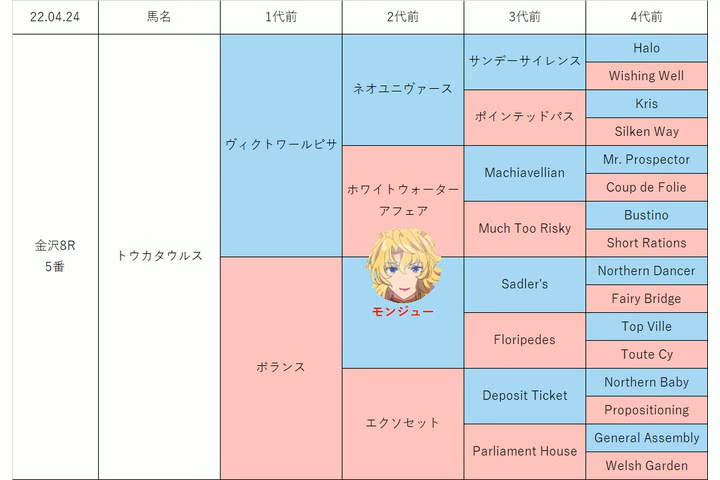 22.04.24 馬名 1代前 2代前 3代前 4代前
金沢8R
5番
トウカタウルス
ヴィクトワールピサ
ボランス
ネオユニヴァース
ホワイトウォーター
アフェア
モンジュー
エクソセット
サンデーサイレンス
ポインテッドパス
Machiavellian
Much Too Risky
Sadler's
Floripedes
Deposit Ticket
Parliament House
Halo
Wishing Well
Kris
Silken Way
Mr. Prospector
Coup de Folie
Bustino
Short Rations
Northern Dancer
Fairy Bridge
Top Ville
Toute Cy
Northern Baby
Propositioning
General Assembly
Welsh Garden